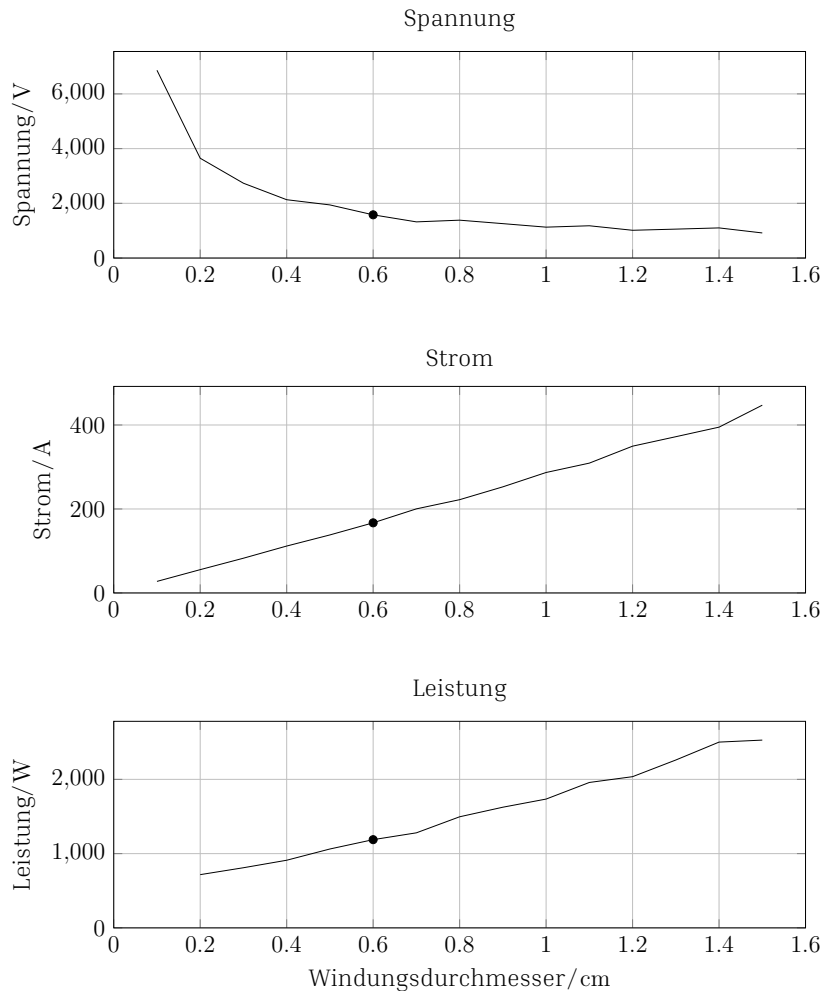 Spannung
Spannung/V
6,000
4,000
2,000
0
0 0.2 0.4 0.6 0.8 1 1.2 1.4 1.6
Strom
Strom/A
400
200
0
0 0.2 0.4 0.6 0.8 1 1.2 1.4 1.6
Leistung
Leistung/W
2,000
1,000
0
0 0.2 0.4 0.6 0.8 1 1.2 1.4 1.6
Windungsdurchmesser/cm